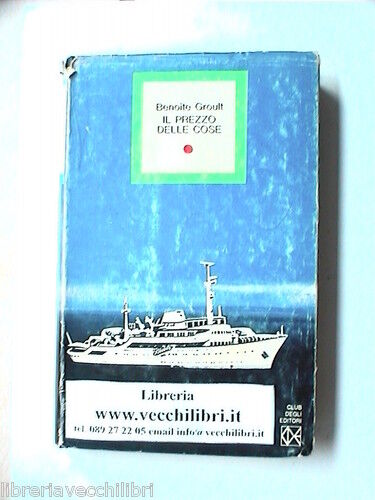 Benoîte Groult
IL PREZZO
DELLE COSE
CLUB
DEGLI
EDITORI
Libreria
www.vecchilibri.it
tel 089 27 22 05 email info@vecchilibri.it
libreriavecchilibri